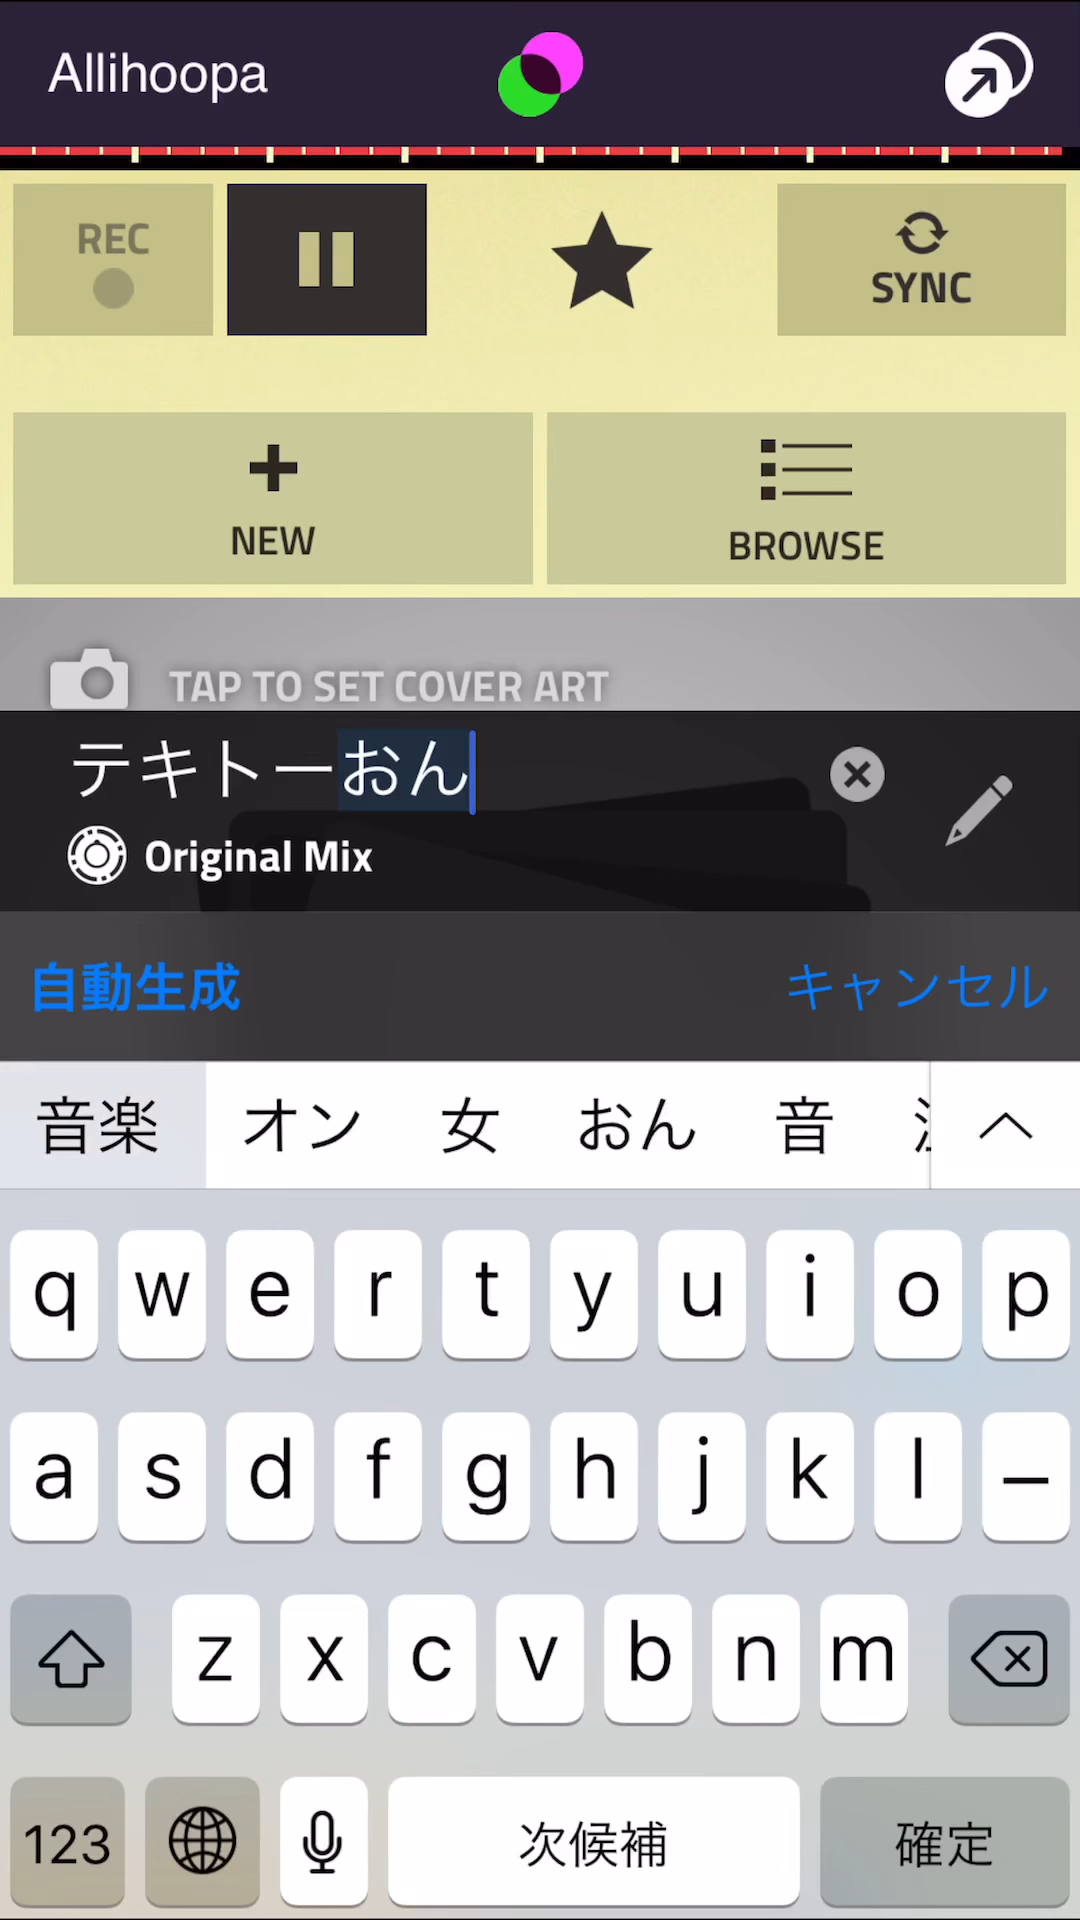 Allihoopa
REC
SYNC
NEW
BROWSE
TAP TO SET COVER ART
テキトーおん
Original Mix
自動生成 キャンセル
音楽 オン 女 おん 音
q w e r t y u i o p
a s d f g h j k l ー
z x c v b n m
123 次候補 確定